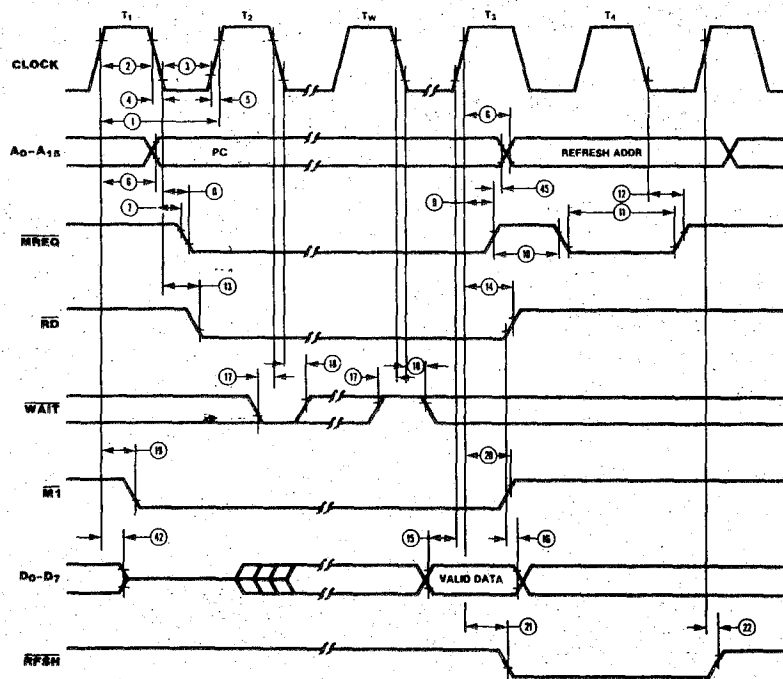 T1 T2 TW T3 T4
CLOCK
2 3
4 5
1 6
A0–A15
PC
REFRESH ADDR
6 8 45 12
7 9 11
MREQ
10
13 14
RD
17 18 17 18
WAIT
19 20
M1
42 15 16
D0–D7
VALID DATA
21 22
RFSH